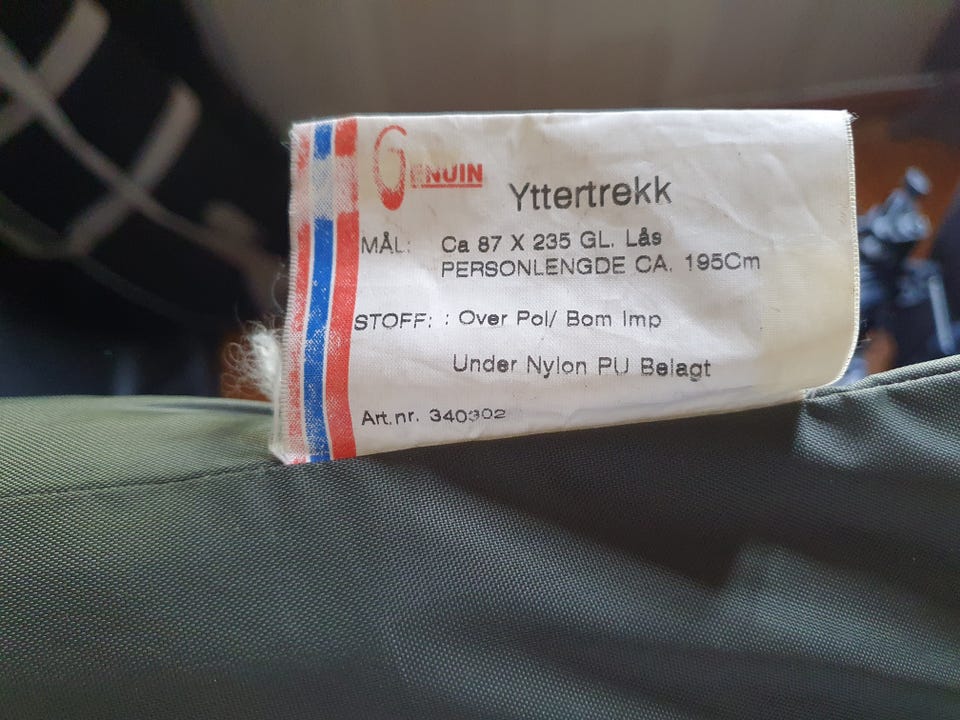 GENUIN
Yttertrekk
MÅL: Ca 87 X 235 GL. Lås
PERSONLENGDE CA. 195Cm
STOFF: : Over Pol/ Bom Imp
Under Nylon PU Belagt
Art.nr. 340302